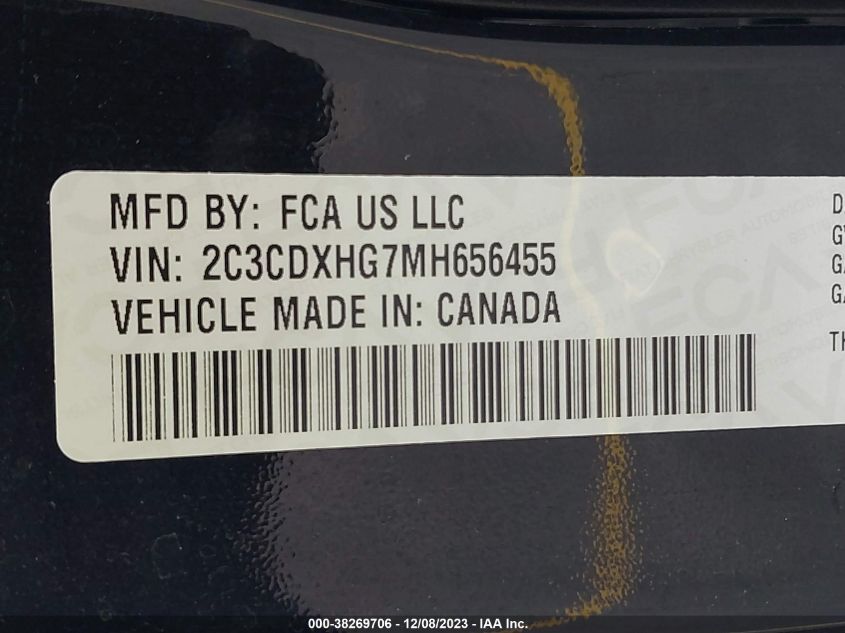 MFD BY: FCA US LLC
VIN: 2C3CDXHG7MH656455
VEHICLE MADE IN: CANADA
000-38269706 - 12/08/2023 - IAA Inc.